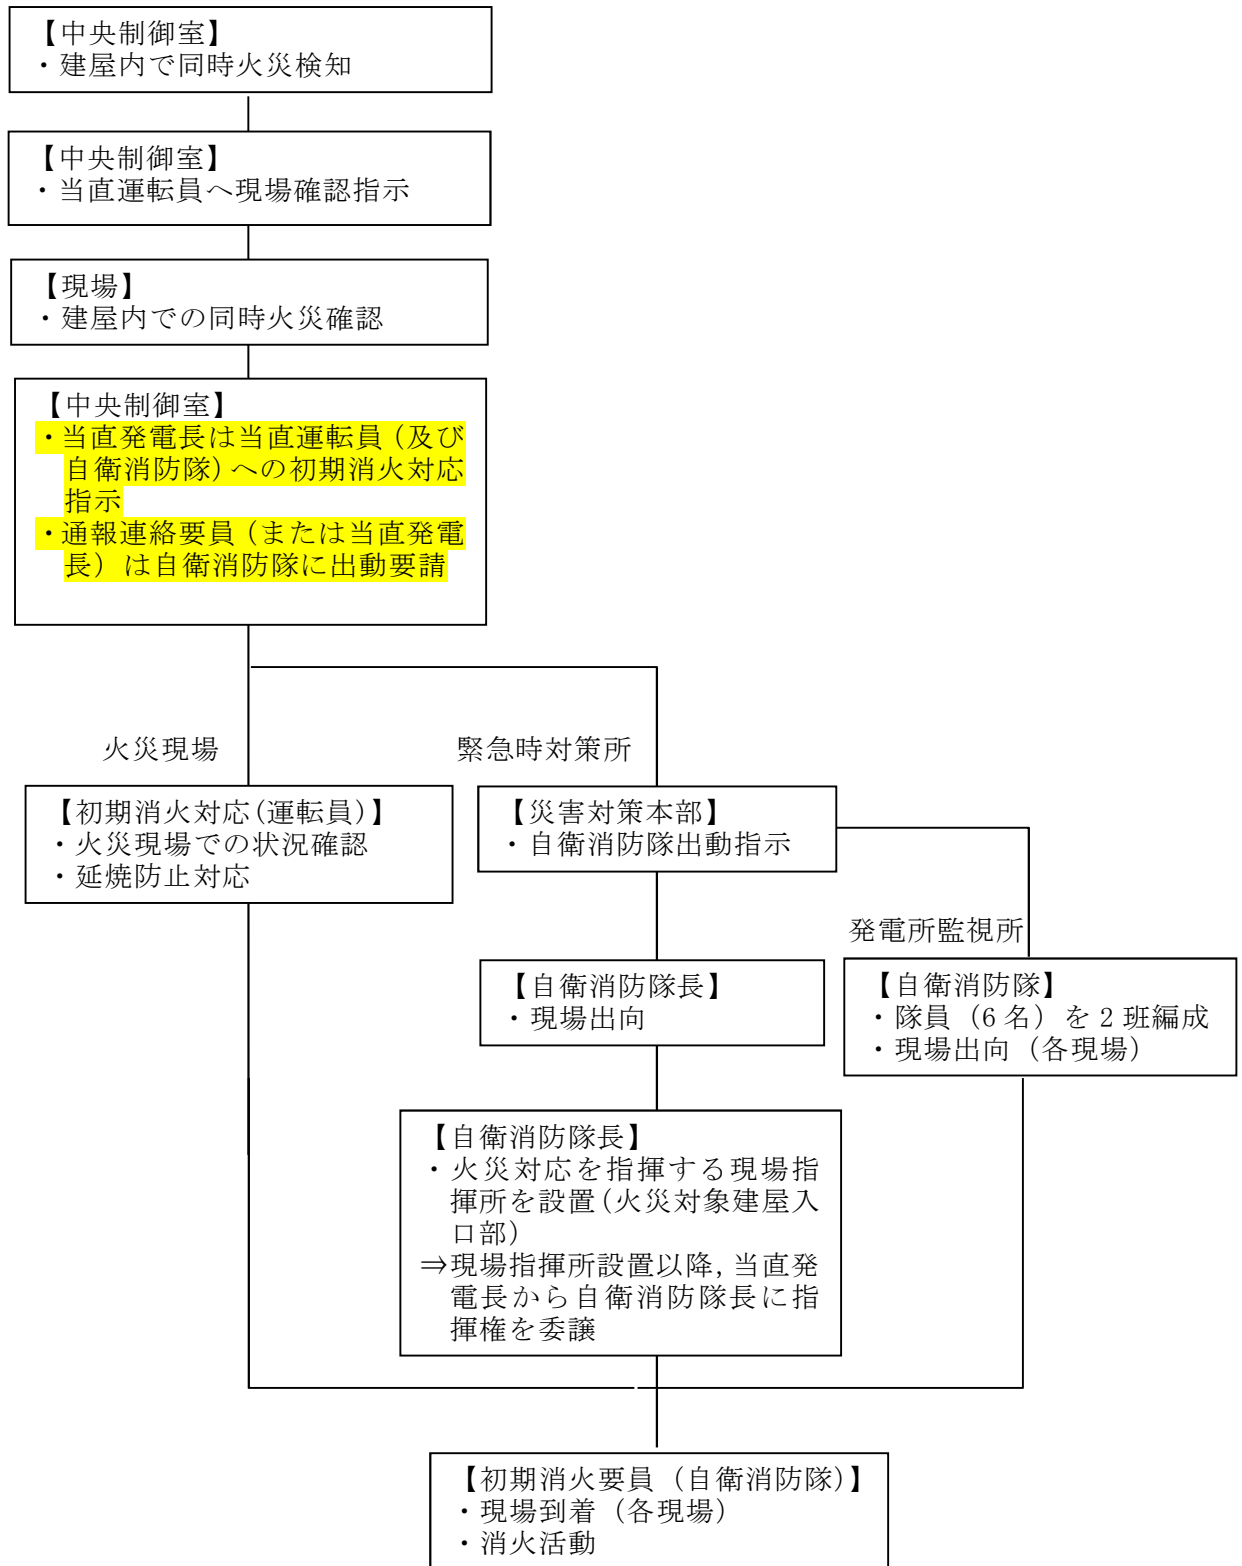 【中央制御室】
・建屋内で同時火災検知
【中央制御室】
・当直運転員へ現場確認指示
【現場】
・建屋内での同時火災確認
【中央制御室】
・当直発電長は当直運転員（及び
自衛消防隊）への初期消火対応
指示
・通報連絡要員（または当直発電
長）は自衛消防隊に出動要請
火災現場
緊急時対策所
【初期消火対応(運転員)】
・火災現場での状況確認
・延焼防止対応
【災害対策本部】
・自衛消防隊出動指示
発電所監視所
【自衛消防隊長】
・現場出向
【自衛消防隊】
・隊員（6名）を2班編成
・現場出向（各現場）
【自衛消防隊長】
・火災対応を指揮する現場指
揮所を設置(火災対象建屋入
口部)
⇒現場指揮所設置以降,当直発
電長から自衛消防隊長に指
揮権を委譲
【初期消火要員（自衛消防隊）】
・現場到着（各現場）
・消火活動